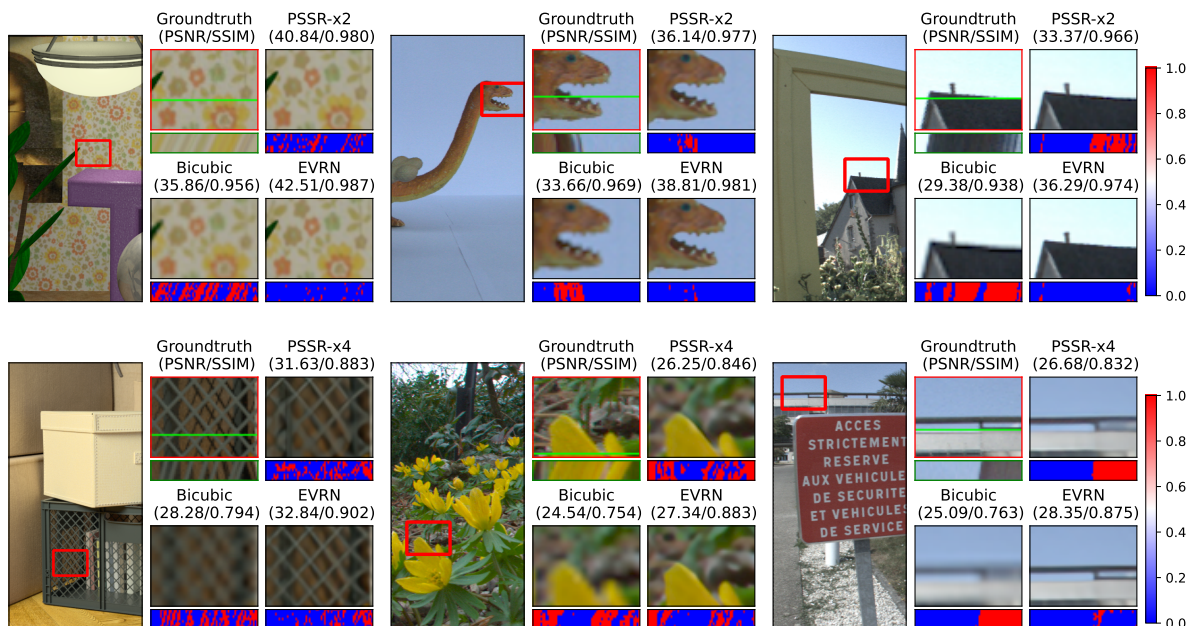 Groundtruth
(PSNR/SSIM)
PSSR-x2
(40.84/0.980)
Bicubic
(35.86/0.956)
EVRN
(42.51/0.987)
Groundtruth
(PSNR/SSIM)
PSSR-x2
(36.14/0.977)
Bicubic
(33.66/0.969)
EVRN
(38.81/0.981)
Groundtruth
(PSNR/SSIM)
PSSR-x2
(33.37/0.966)
Bicubic
(29.38/0.938)
EVRN
(36.29/0.974)
1.0
0.8
0.6
0.4
0.2
0.0
Groundtruth
(PSNR/SSIM)
PSSR-x4
(31.63/0.883)
Bicubic
(28.28/0.794)
EVRN
(32.84/0.902)
Groundtruth
(PSNR/SSIM)
PSSR-x4
(26.25/0.846)
Bicubic
(24.54/0.754)
EVRN
(27.34/0.883)
ACCES
STRICTEMENT
RESERVE
AUX VEHICULE
DE SECURITE
ET VEHICULES
DE SERVICE
Groundtruth
(PSNR/SSIM)
PSSR-x4
(26.68/0.832)
Bicubic
(25.09/0.763)
EVRN
(28.35/0.875)
1.0
0.8
0.6
0.4
0.2
0.0